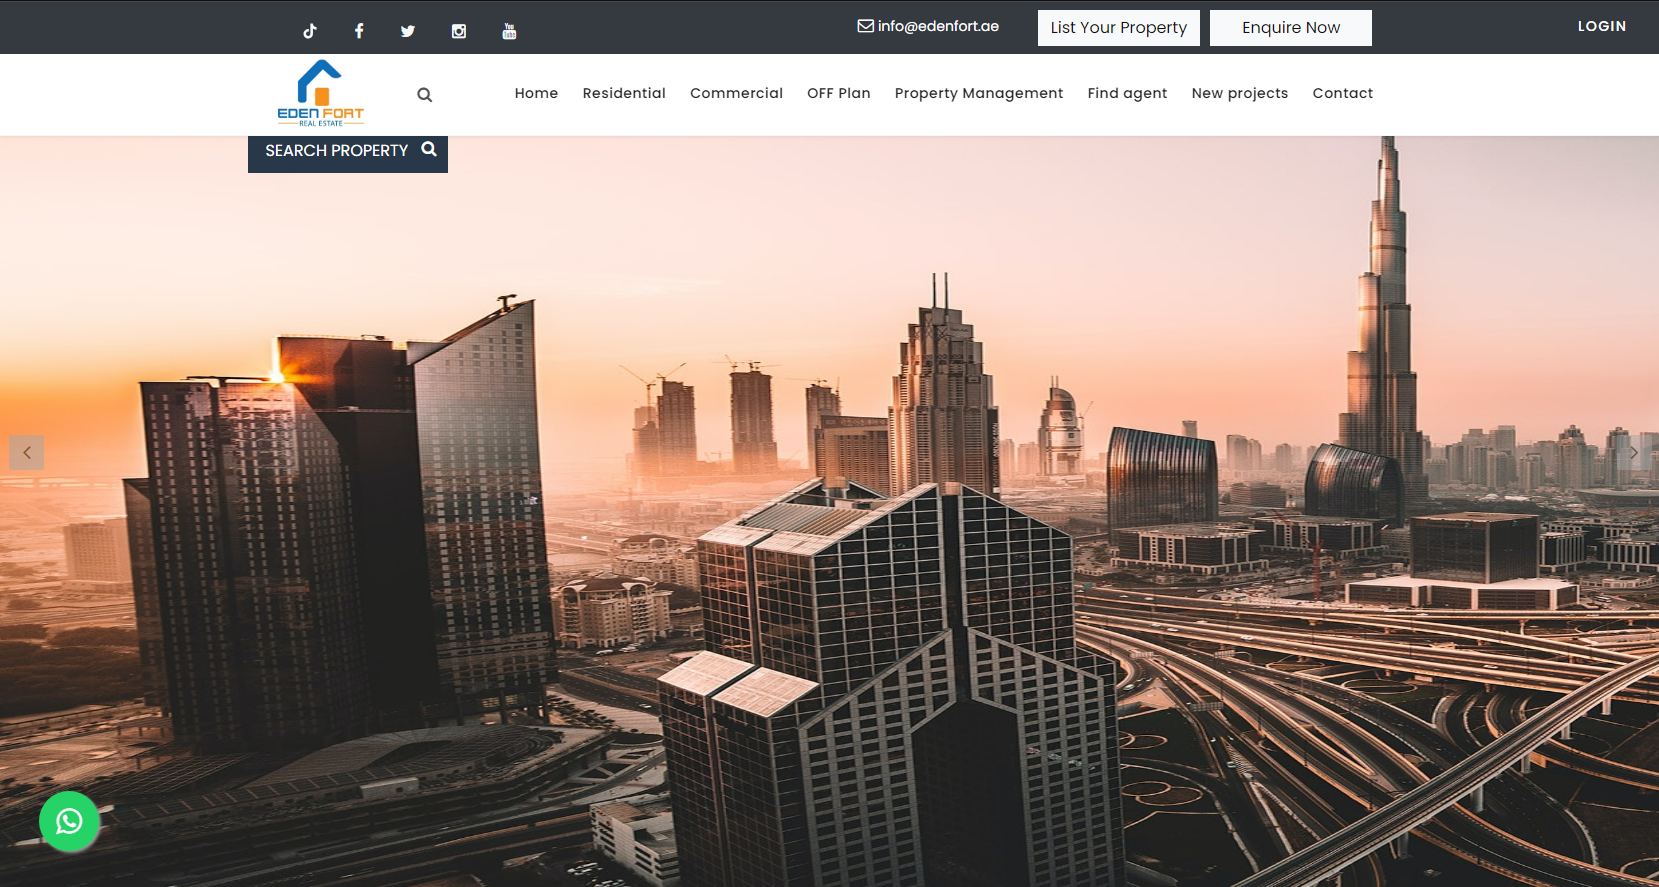 info@edenfort.ae
List Your Property
Enquire Now
LOGIN
EDEN FORT
REAL ESTATE
Home
Residential
Commercial
OFF Plan
Property Management
Find agent
New projects
Contact
SEARCH PROPERTY